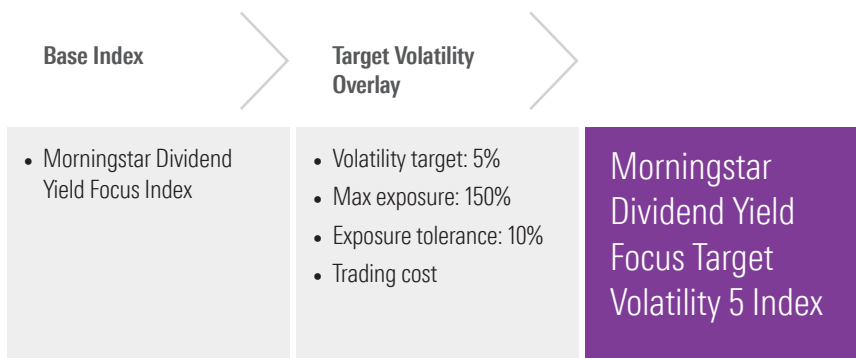 Base Index
Target Volatility
Overlay
• Morningstar Dividend
Yield Focus Index
• Volatility target: 5%
• Max exposure: 150%
• Exposure tolerance: 10%
• Trading cost
Morningstar
Dividend Yield
Focus Target
Volatility 5 Index